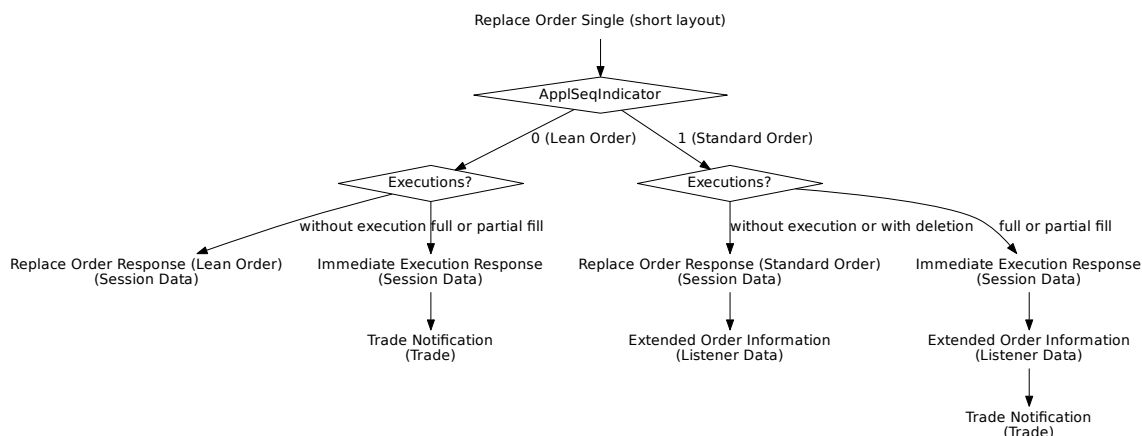 Replace Order Single (short layout)
ApplSeqIndicator
0 (Lean Order)
1 (Standard Order)
Executions?
Executions?
without execution
full or partial fill
without execution or with deletion
full or partial fill
Replace Order Response (Lean Order)
(Session Data)
Immediate Execution Response
(Session Data)
Replace Order Response (Standard Order)
(Session Data)
Immediate Execution Response
(Session Data)
Trade Notification
(Trade)
Extended Order Information
(Listener Data)
Extended Order Information
(Listener Data)
Trade Notification
(Trade)